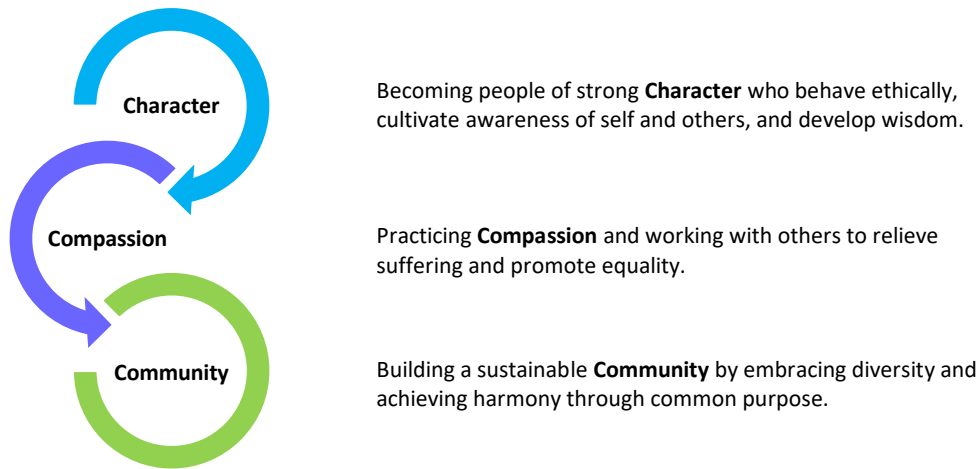 Character
Becoming people of strong Character who behave ethically,
cultivate awareness of self and others, and develop wisdom.
Compassion
Practicing Compassion and working with others to relieve
suffering and promote equality.
Community
Building a sustainable Community by embracing diversity and
achieving harmony through common purpose.